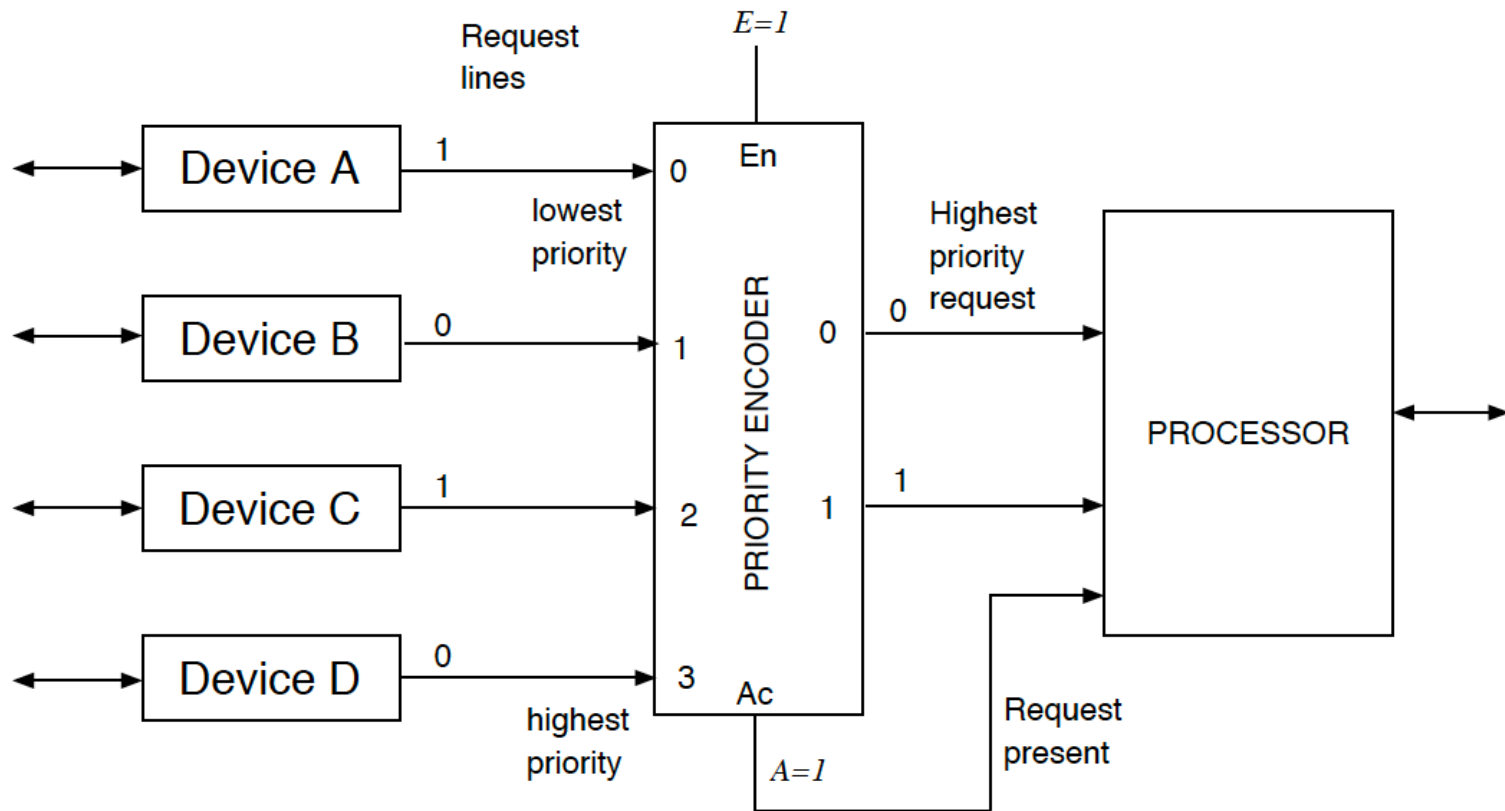 E=1
Request
lines
Device A
1
0
En
lowest
priority
Highest
priority
request
Device B
0
1
PRIORITY ENCODER
0
0
PROCESSOR
Device C
1
2
1
1
Device D
0
3
Ac
highest
priority
A=1
Request
present